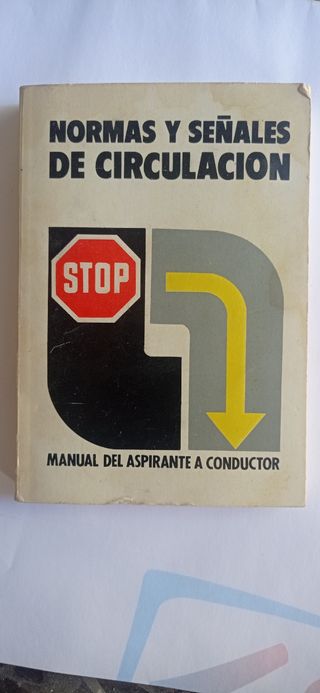 NORMAS Y SEÑALES
DE CIRCULACION
STOP
MANUAL DEL ASPIRANTE A CONDUCTOR